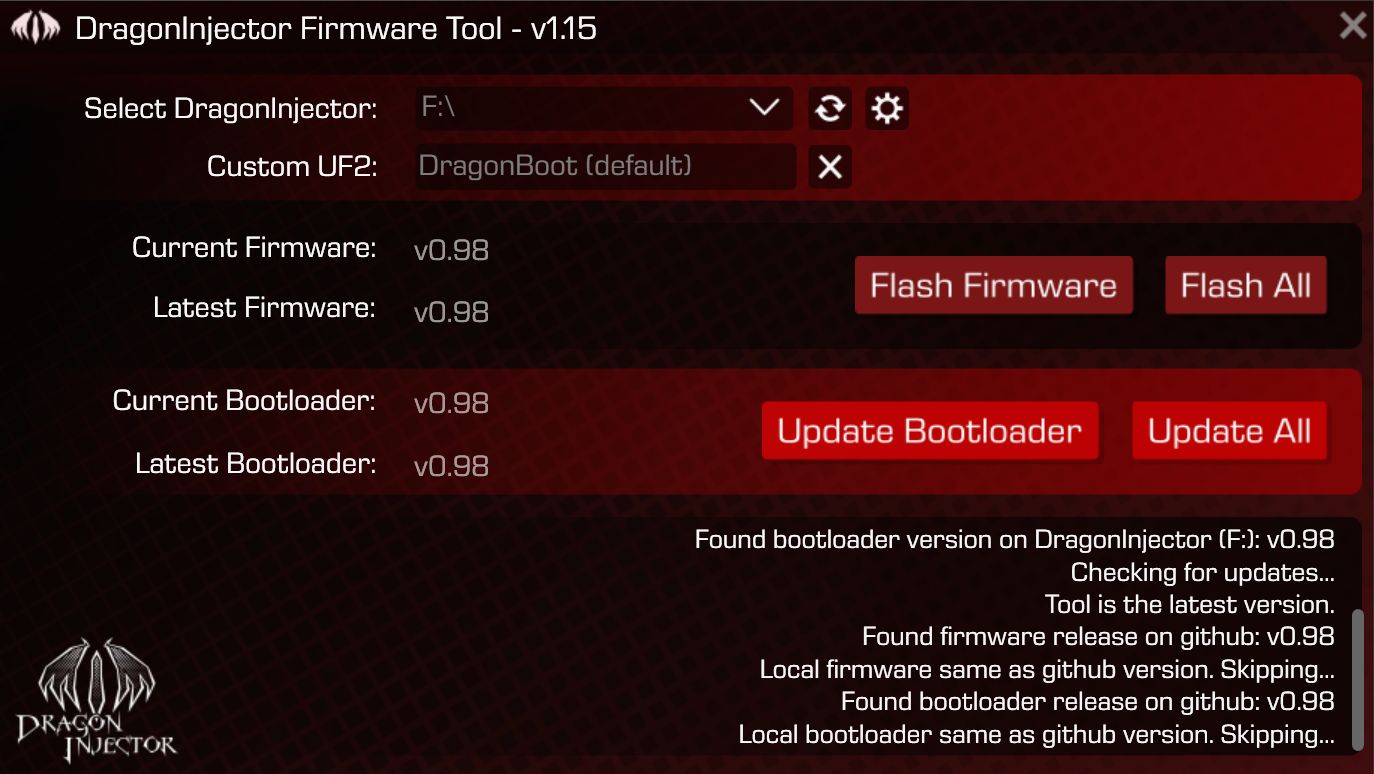 DragonInjector Firmware Tool - v1.15
Select DragonInjector: F:\
Custom UF2: DragonBoot (default)
Current Firmware: v0.98
Latest Firmware: v0.98
Flash Firmware Flash All
Current Bootloader: v0.98
Latest Bootloader: v0.98
Update Bootloader Update All
Found bootloader version on DragonInjector (F:): v0.98
Checking for updates...
Tool is the latest version.
Found firmware release on github: v0.98
Local firmware same as github version. Skipping...
Found bootloader release on github: v0.98
Local bootloader same as github version. Skipping...
DRAGON
INJECTOR